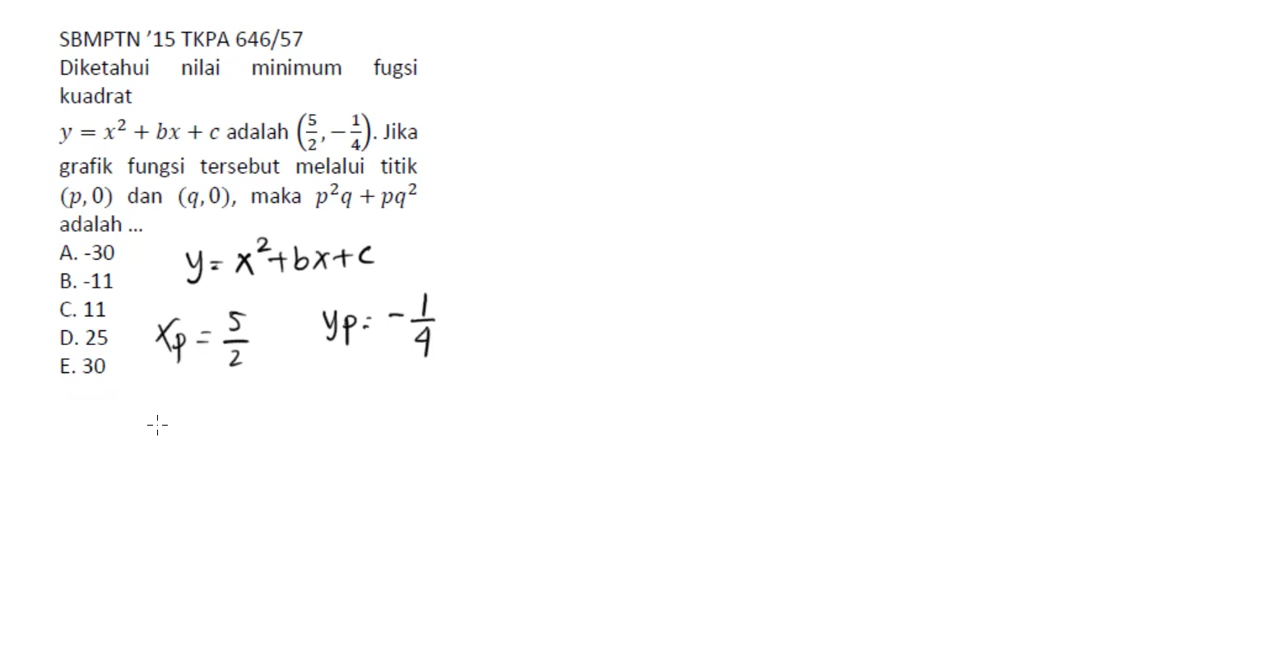 SBMPTN '15 TKPA 646/57
Diketahui nilai minimum fugsi
kuadrat
y = x² + bx + c adalah (5/2, −1/4). Jika
grafik fungsi tersebut melalui titik
(p, 0) dan (q, 0), maka p²q + pq²
adalah ...
A. -30
B. -11
C. 11
D. 25
E. 30
y = x² + bx + c
xp = 5/2 yp = −1/4